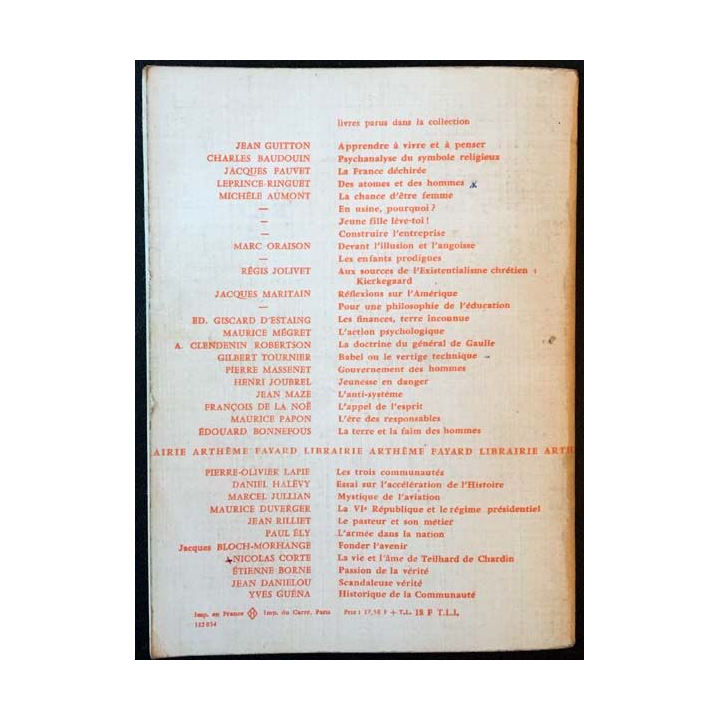 livres parus dans la collection
JEAN GUITTON Apprendre à vivre et à penser
CHARLES BAUDOUIN Psychanalyse du symbole religieux
JACQUES FAUVET La France déchirée
LEPRINCE-RINGUET Des atomes et des hommes
MICHÈLE AUMONT La chance d'être femme
— En usine, pourquoi ?
— Jeune fille lève-toi !
— Construire l'entreprise
MARC ORAISON Devant l'illusion et l'angoisse
— Les enfants prodigues
RÉGIS JOLIVET Aux sources de l'Existentialisme chrétien :
Kierkegaard
JACQUES MARITAIN Réflexions sur l'Amérique
— Pour une philosophie de l'éducation
ED. GISCARD D'ESTAING Les finances, terre inconnue
MAURICE MÉGRET L'action psychologique
A. CLENDENIN ROBERTSON La doctrine du général de Gaulle
GILBERT TOURNIER Babel ou le vertige technique
PIERRE MASSENET Gouvernement des hommes
HENRI JOUBREL Jeunesse en danger
JEAN MAZE L'anti-système
FRANÇOIS DE LA NOË L'appel de l'esprit
MAURICE PAPON L'ère des responsables
ÉDOUARD BONNEFOUS La terre et la faim des hommes
AIRIE ARTHÈME FAYARD LIBRAIRIE ARTHÈME FAYARD LIBRAIRIE ARTH
PIERRE-OLIVIER LAPIE Les trois communautés
DANIEL HALÉVY Essai sur l'accélération de l'Histoire
MARCEL JULLIAN Mystique de l'aviation
MAURICE DUVERGER La VIe République et le régime présidentiel
JEAN RILLIET Le pasteur et son métier
PAUL ÉLY L'armée dans la nation
Jacques BLOCH-MORHANGE Fonder l'avenir
NICOLAS CORTE La vie et l'âme de Teilhard de Chardin
ÉTIENNE BORNE Passion de la vérité
JEAN DANIELOU Scandaleuse vérité
YVES GUÉNA Historique de la Communauté
Imp. en France Imp. du Carré, Paris Prix : 17,58 F + T.L. 18 F T.L.I.
112034